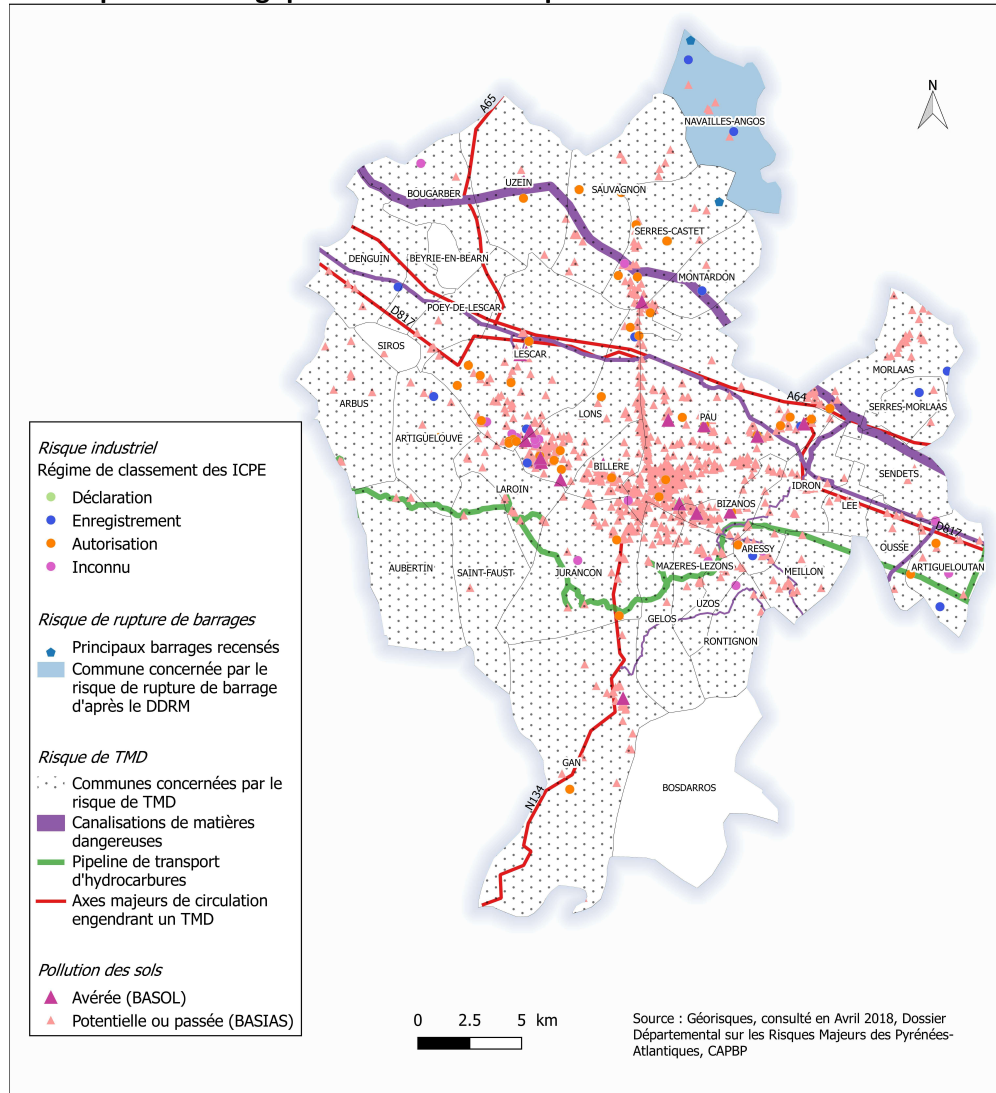 N
A65
NAVAILLES-ANGOS
UZEIN
SAUVAGNON
BOUGARBER
SERRES-CASTET
DENGUIN
BEYRIE-EN-BEARN
MONTARDON
POEY-DE-LESCAR
D817
SIROS
LESCAR
MORLAAS
A64
ARBUS
SERRES-MORLAAS
LONS
PAU
ARTIGUELOUVE
BILLERE
SENDETS
IDRON
LAROIN
BIZANOS
LEE
D817
ARESSY
OUSSE
AUBERTIN
SAINT-FAUST
JURANCON
MAZERES-LEZONS
MEILLON
ARTIGUELOUTAN
UZOS
GELOS
RONTIGNON
GAN
BOSDARROS
N134
Risque industriel
Régime de classement des ICPE
Déclaration
Enregistrement
Autorisation
Inconnu
Risque de rupture de barrages
Principaux barrages recensés
Commune concernée par le
risque de rupture de barrage
d'après le DDRM
Risque de TMD
Communes concernées par le
risque de TMD
Canalisations de matières
dangereuses
Pipeline de transport
d'hydrocarbures
Axes majeurs de circulation
engendrant un TMD
Pollution des sols
Avérée (BASOL)
Potentielle ou passée (BASIAS)
0 2.5 5 km
Source : Géorisques, consulté en Avril 2018, Dossier
Départemental sur les Risques Majeurs des Pyrénées-
Atlantiques, CAPBP